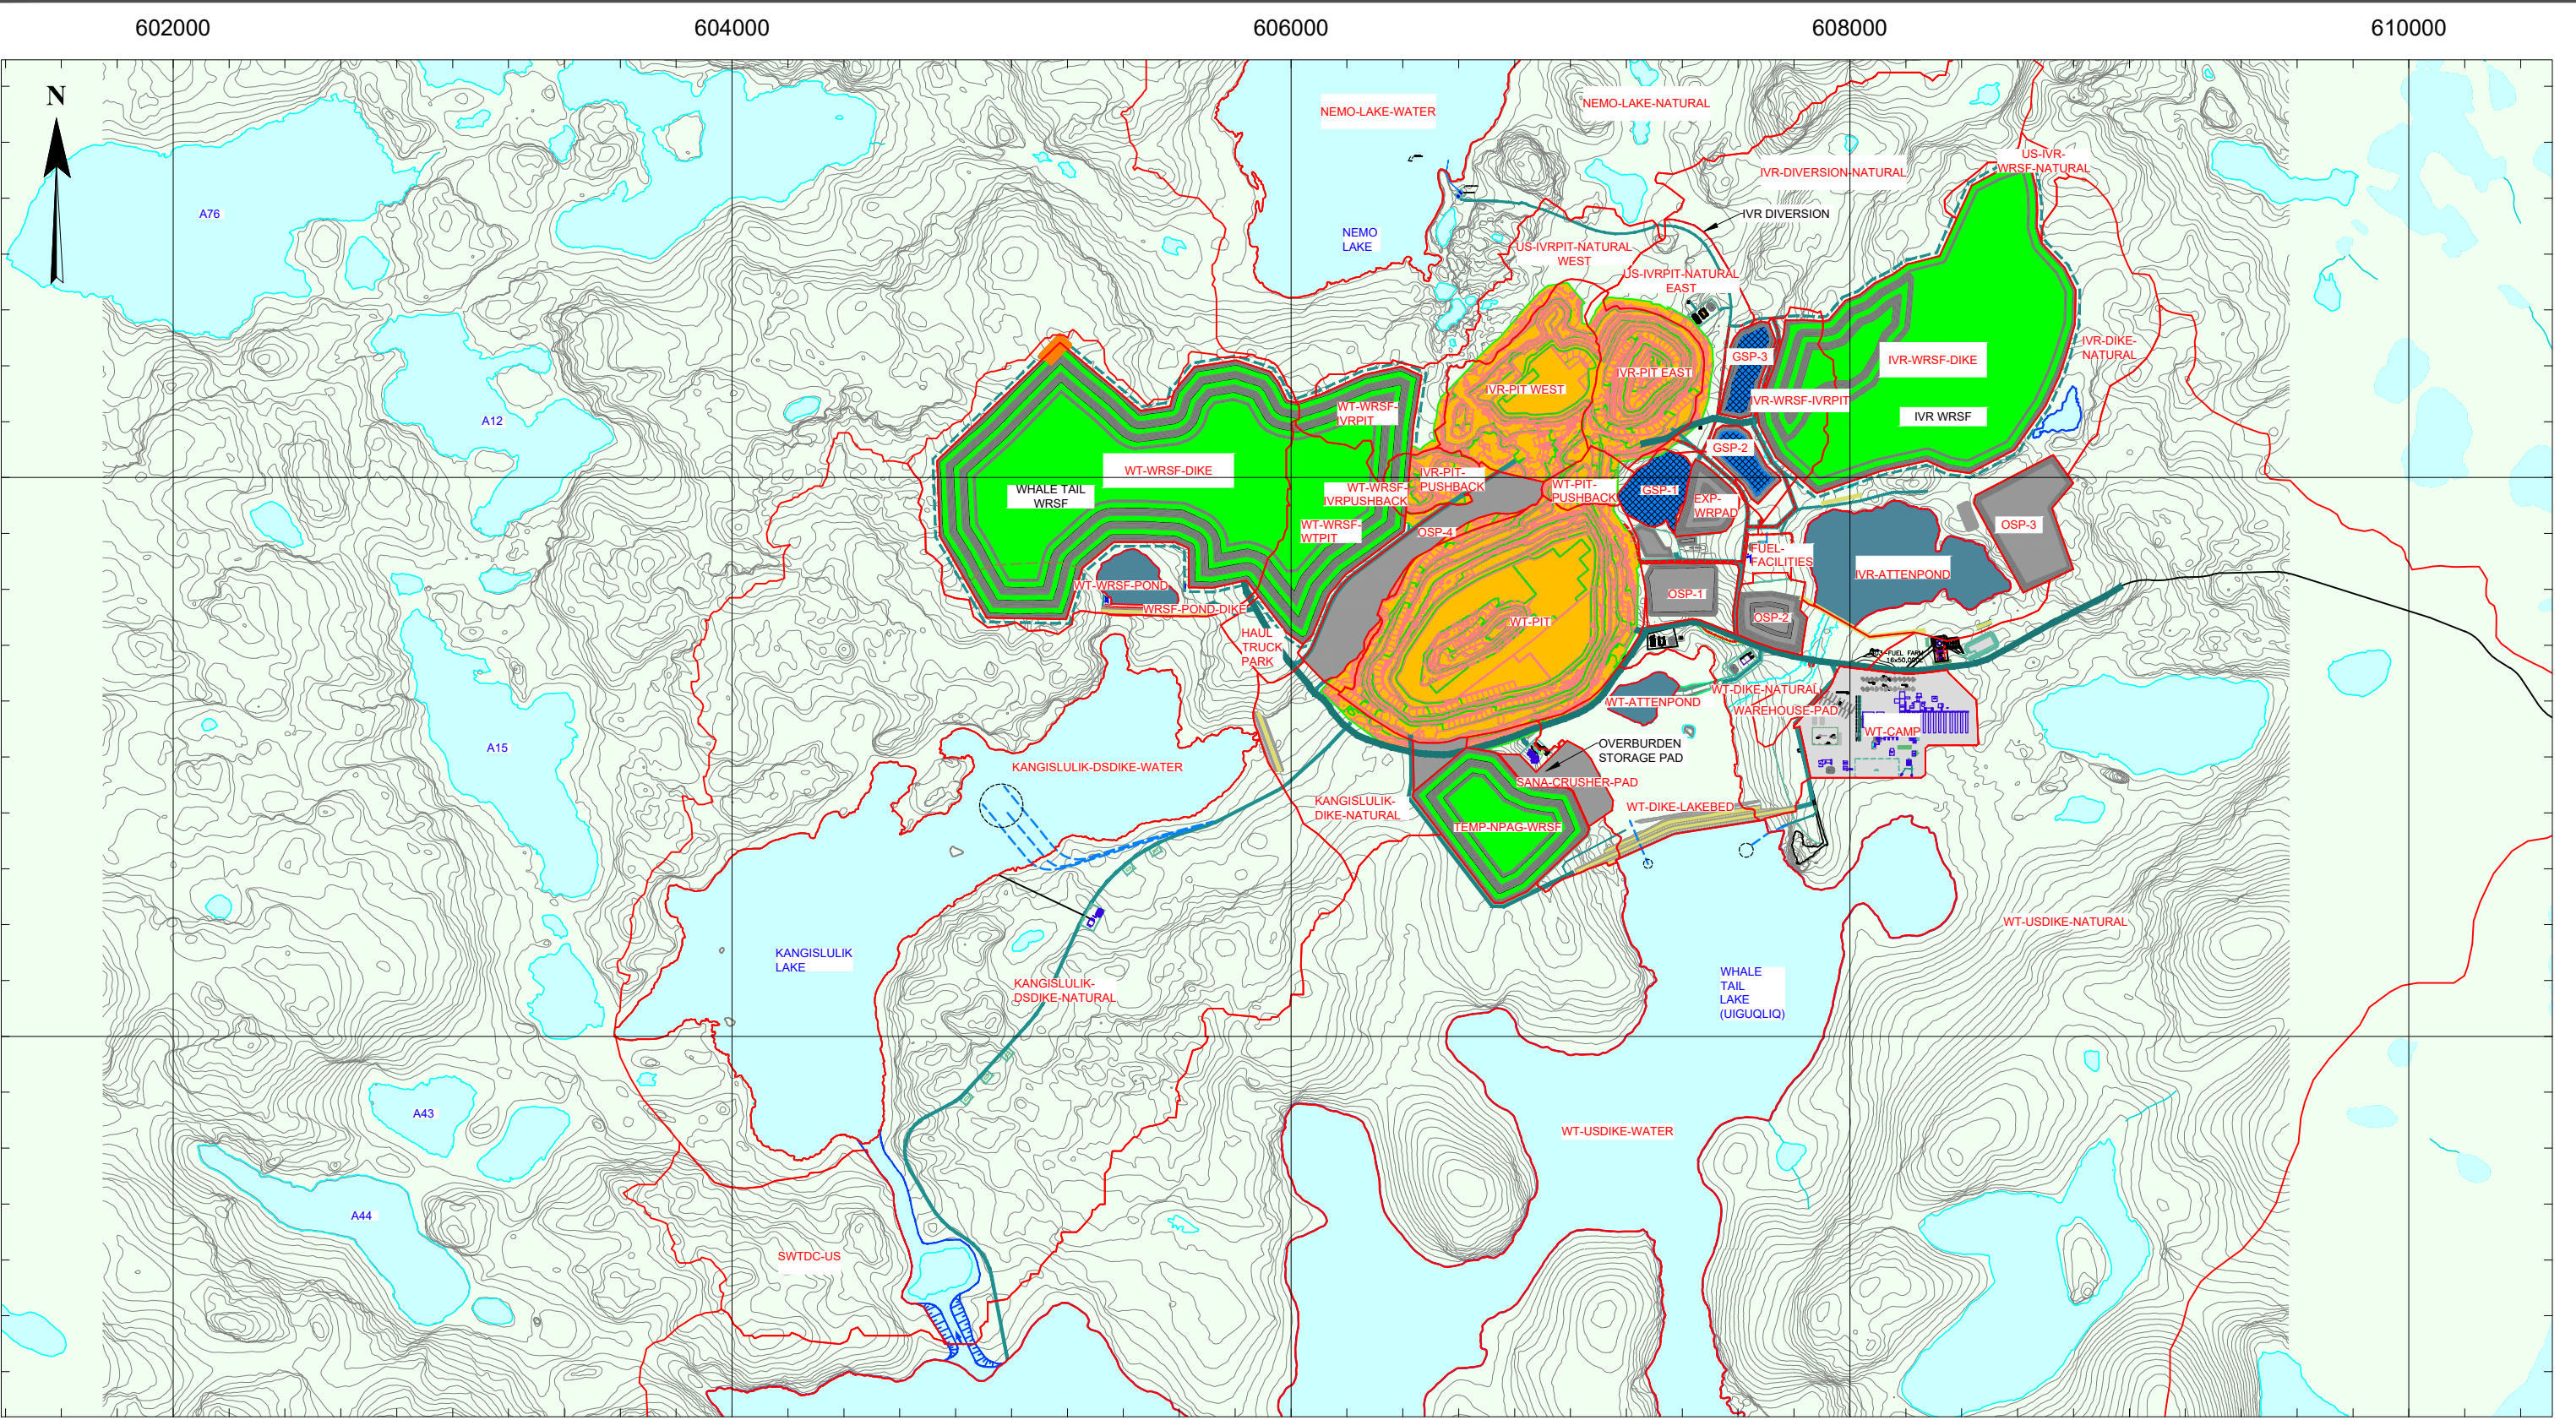 602000
604000
606000
608000
610000
N
NEMO-LAKE-WATER
NEMO-LAKE-NATURAL
IVR-DIVERSION-NATURAL
US-IVR-
WRSF-NATURAL
A76
IVR DIVERSION
NEMO
LAKE
US-IVRPIT-NATURAL
WEST
US-IVRPIT-NATURAL
EAST
IVR-DIKE-
NATURAL
GSP-3
IVR-WRSF-DIKE
IVR-PIT EAST
IVR-PIT WEST
IVR-WRSF-IVRPIT
IVR WRSF
WT-WRSF-
IVRPIT
A12
GSP-2
WT-WRSF-DIKE
WHALE TAIL
WRSF
IVR-PIT-
PUSHBACK
WT-WRSF-
IVRPUSHBACK
WT-PIT-
PUSHBACK
GSP-1
EXP-
WRPAD
WT-WRSF-
WTPIT
OSP-4
OSP-3
FUEL-
FACILITIES
IVR-ATTENPOND
WT-WRSF-POND
WRSF-POND-DIKE
OSP-1
OSP-2
WT-PIT
HAUL
TRUCK
PARK
FUEL FARM
16x50,000L
WT-DIKE-NATURAL
WT-ATTENPOND
WAREHOUSE-PAD
WT-CAMP
A15
OVERBURDEN
STORAGE PAD
KANGISLULIK-DSDIKE-WATER
SANA-CRUSHER-PAD
KANGISLULIK-
DIKE-NATURAL
WT-DIKE-LAKEBED
TEMP-NPAG-WRSF
WT-USDIKE-NATURAL
KANGISLULIK
LAKE
KANGISLULIK-
DSDIKE-NATURAL
WHALE
TAIL
LAKE
(UIGUQLIQ)
A43
WT-USDIKE-WATER
A44
SWTDC-US